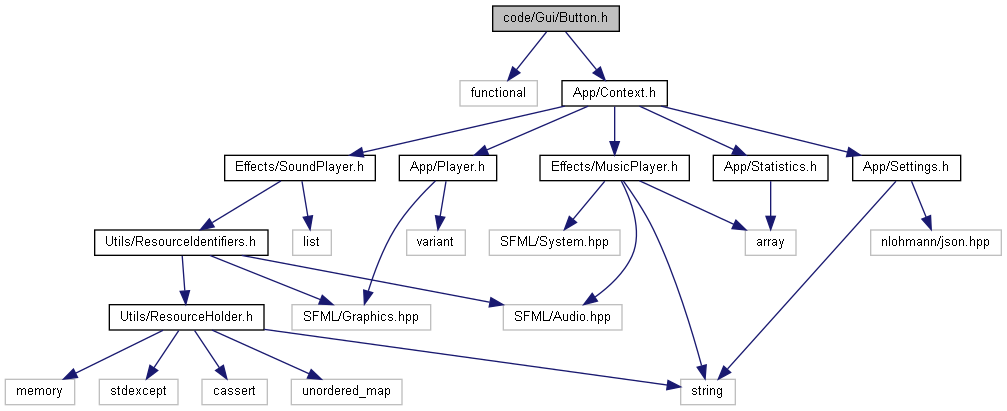 code/Gui/Button.h
functional
App/Context.h
Effects/SoundPlayer.h
App/Player.h
Effects/MusicPlayer.h
App/Statistics.h
App/Settings.h
Utils/ResourceIdentifiers.h
list
variant
SFML/System.hpp
array
nlohmann/json.hpp
Utils/ResourceHolder.h
SFML/Graphics.hpp
SFML/Audio.hpp
memory
stdexcept
cassert
unordered_map
string